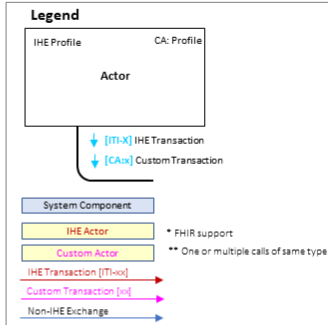 Legend
IHE Profile
CA: Profile
Actor
[ITI-X] IHE Transaction
[CA:x] Custom Transaction
System Component
IHE Actor
* FHIR support
Custom Actor
** One or multiple calls of same type
IHE Transaction [ITI-xx]
Custom Transaction [xx]
Non-IHE Exchange